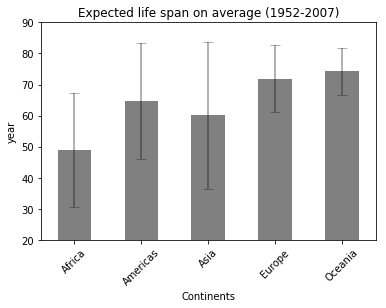 Expected life span on average (1952-2007)
90
80
70
60
50
40
30
20
year
Africa
Americas
Asia
Europe
Oceania
Continents